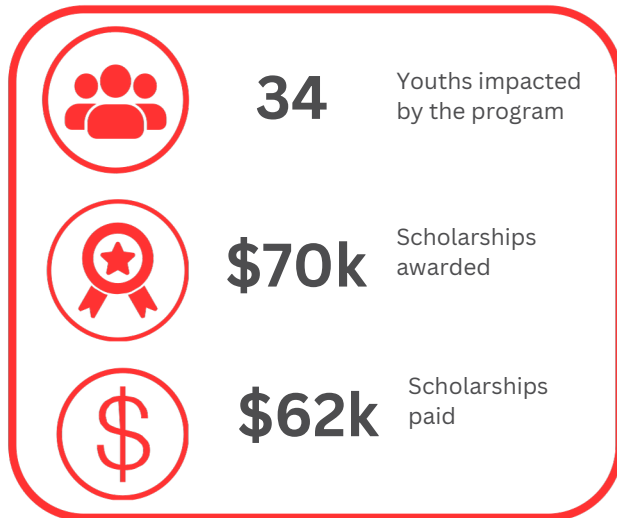 34
Youths impacted
by the program
$70k
Scholarships
awarded
$62k
Scholarships
paid